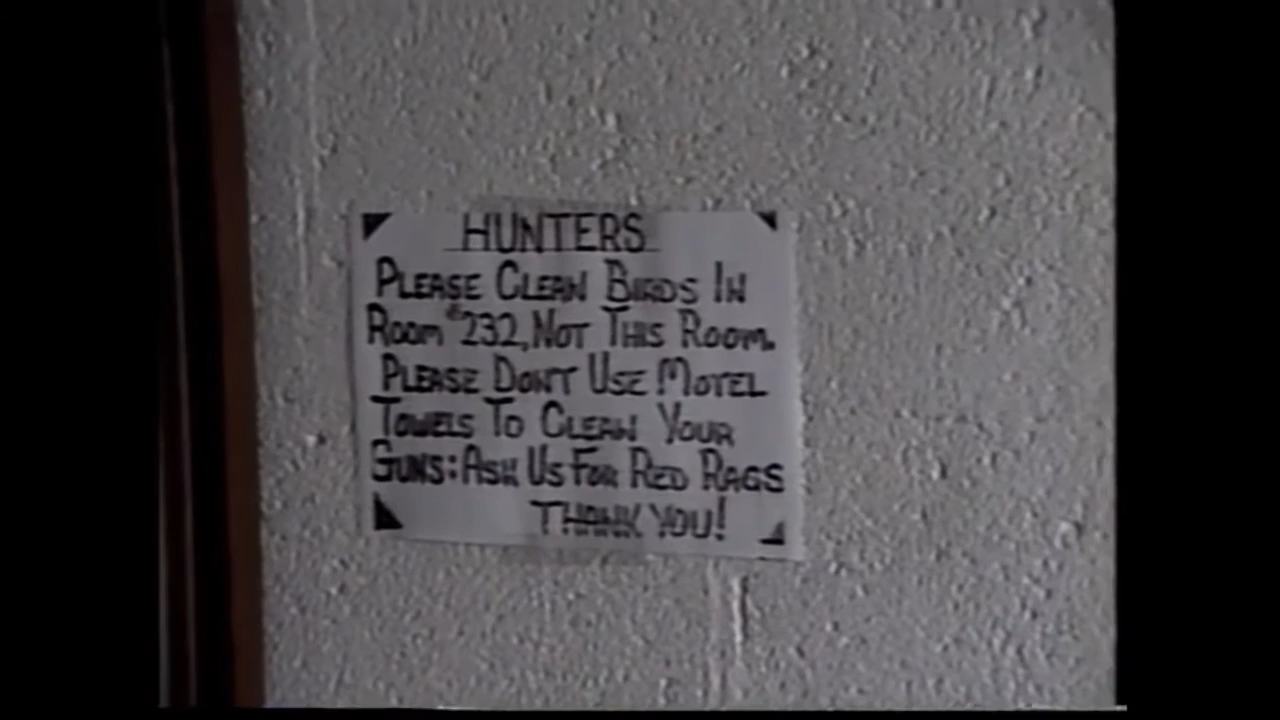 HUNTERS
PLEASE CLEAN BIRDS IN
ROOM #232, NOT THIS ROOM.
PLEASE DONT USE MOTEL
TOWELS TO CLEAN YOUR
GUNS: ASK US FOR RED RAGS
THANK YOU!